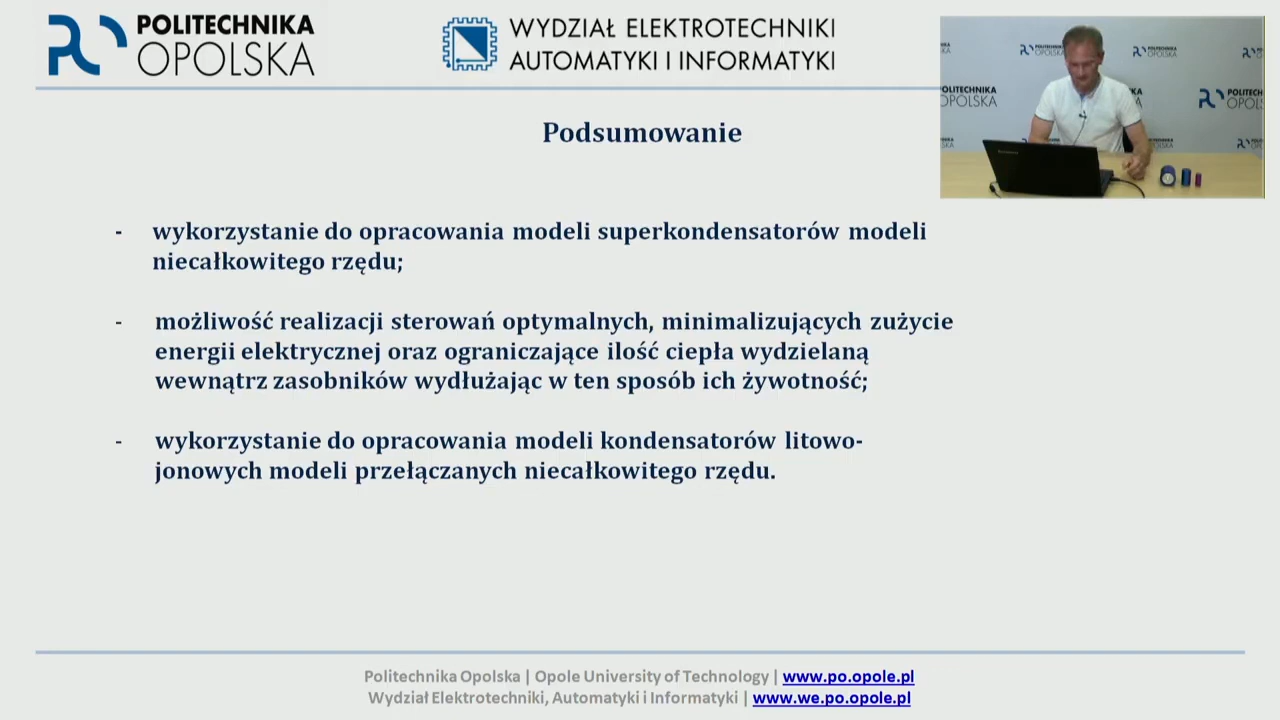 POLITECHNIKA
OPOLSKA
WYDZIAŁ ELEKTROTECHNIKI
AUTOMATYKI I INFORMATYKI
Podsumowanie
- wykorzystanie do opracowania modeli superkondensatorów modeli
niecałkowitego rzędu;
- możliwość realizacji sterowań optymalnych, minimalizujących zużycie
energii elektrycznej oraz ograniczające ilość ciepła wydzielaną
wewnątrz zasobników wydłużając w ten sposób ich żywotność;
- wykorzystanie do opracowania modeli kondensatorów litowo-
jonowych modeli przełączanych niecałkowitego rzędu.
Politechnika Opolska | Opole University of Technology | www.po.opole.pl
Wydział Elektrotechniki, Automatyki i Informatyki | www.we.po.opole.pl